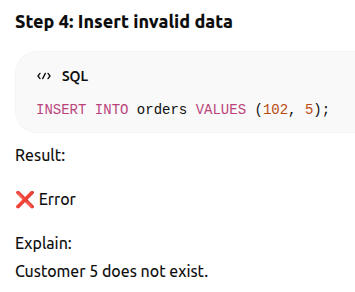 Step 4: Insert invalid data
</> SQL
INSERT INTO orders VALUES (102, 5);
Result:
❌ Error
Explain:
Customer 5 does not exist.